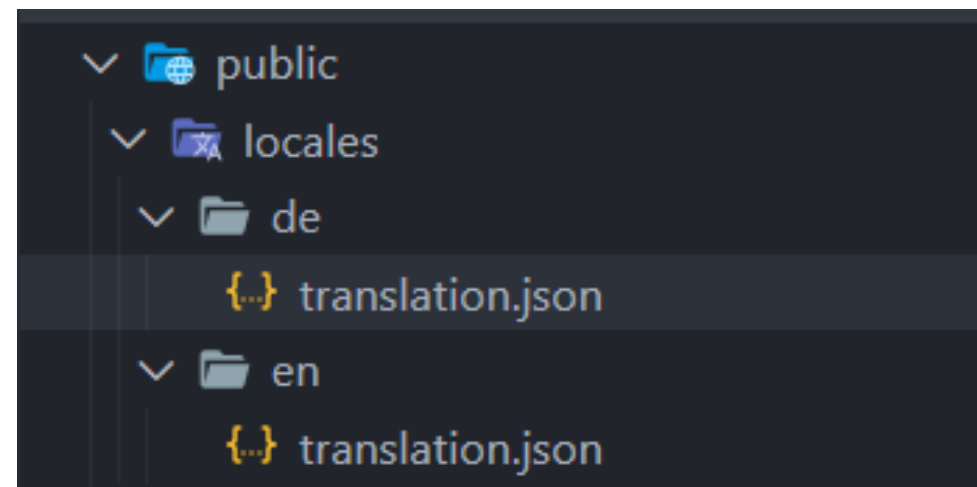 public
locales
de
{...} translation.json
en
{...} translation.json